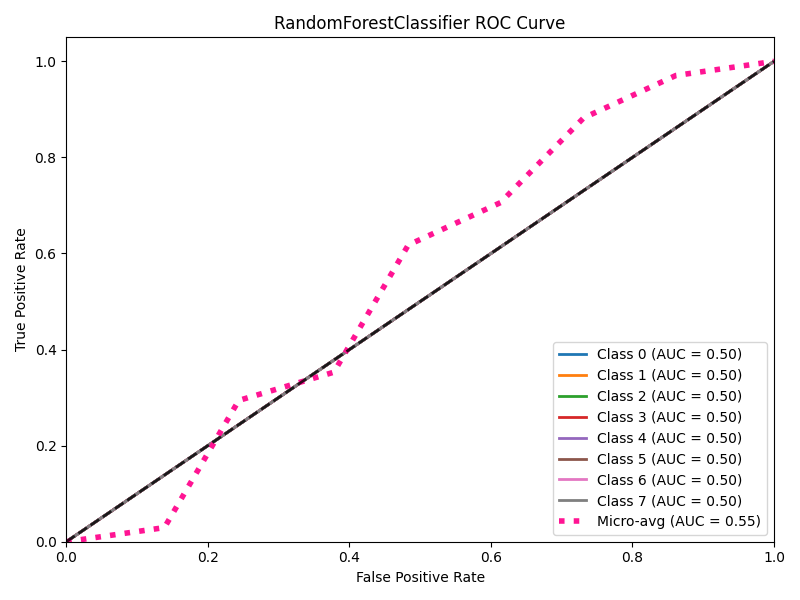 RandomForestClassifier ROC Curve
True Positive Rate
1.0
0.8
0.6
0.4
0.2
0.0
0.0 0.2 0.4 0.6 0.8 1.0
False Positive Rate
Class 0 (AUC = 0.50)
Class 1 (AUC = 0.50)
Class 2 (AUC = 0.50)
Class 3 (AUC = 0.50)
Class 4 (AUC = 0.50)
Class 5 (AUC = 0.50)
Class 6 (AUC = 0.50)
Class 7 (AUC = 0.50)
Micro-avg (AUC = 0.55)